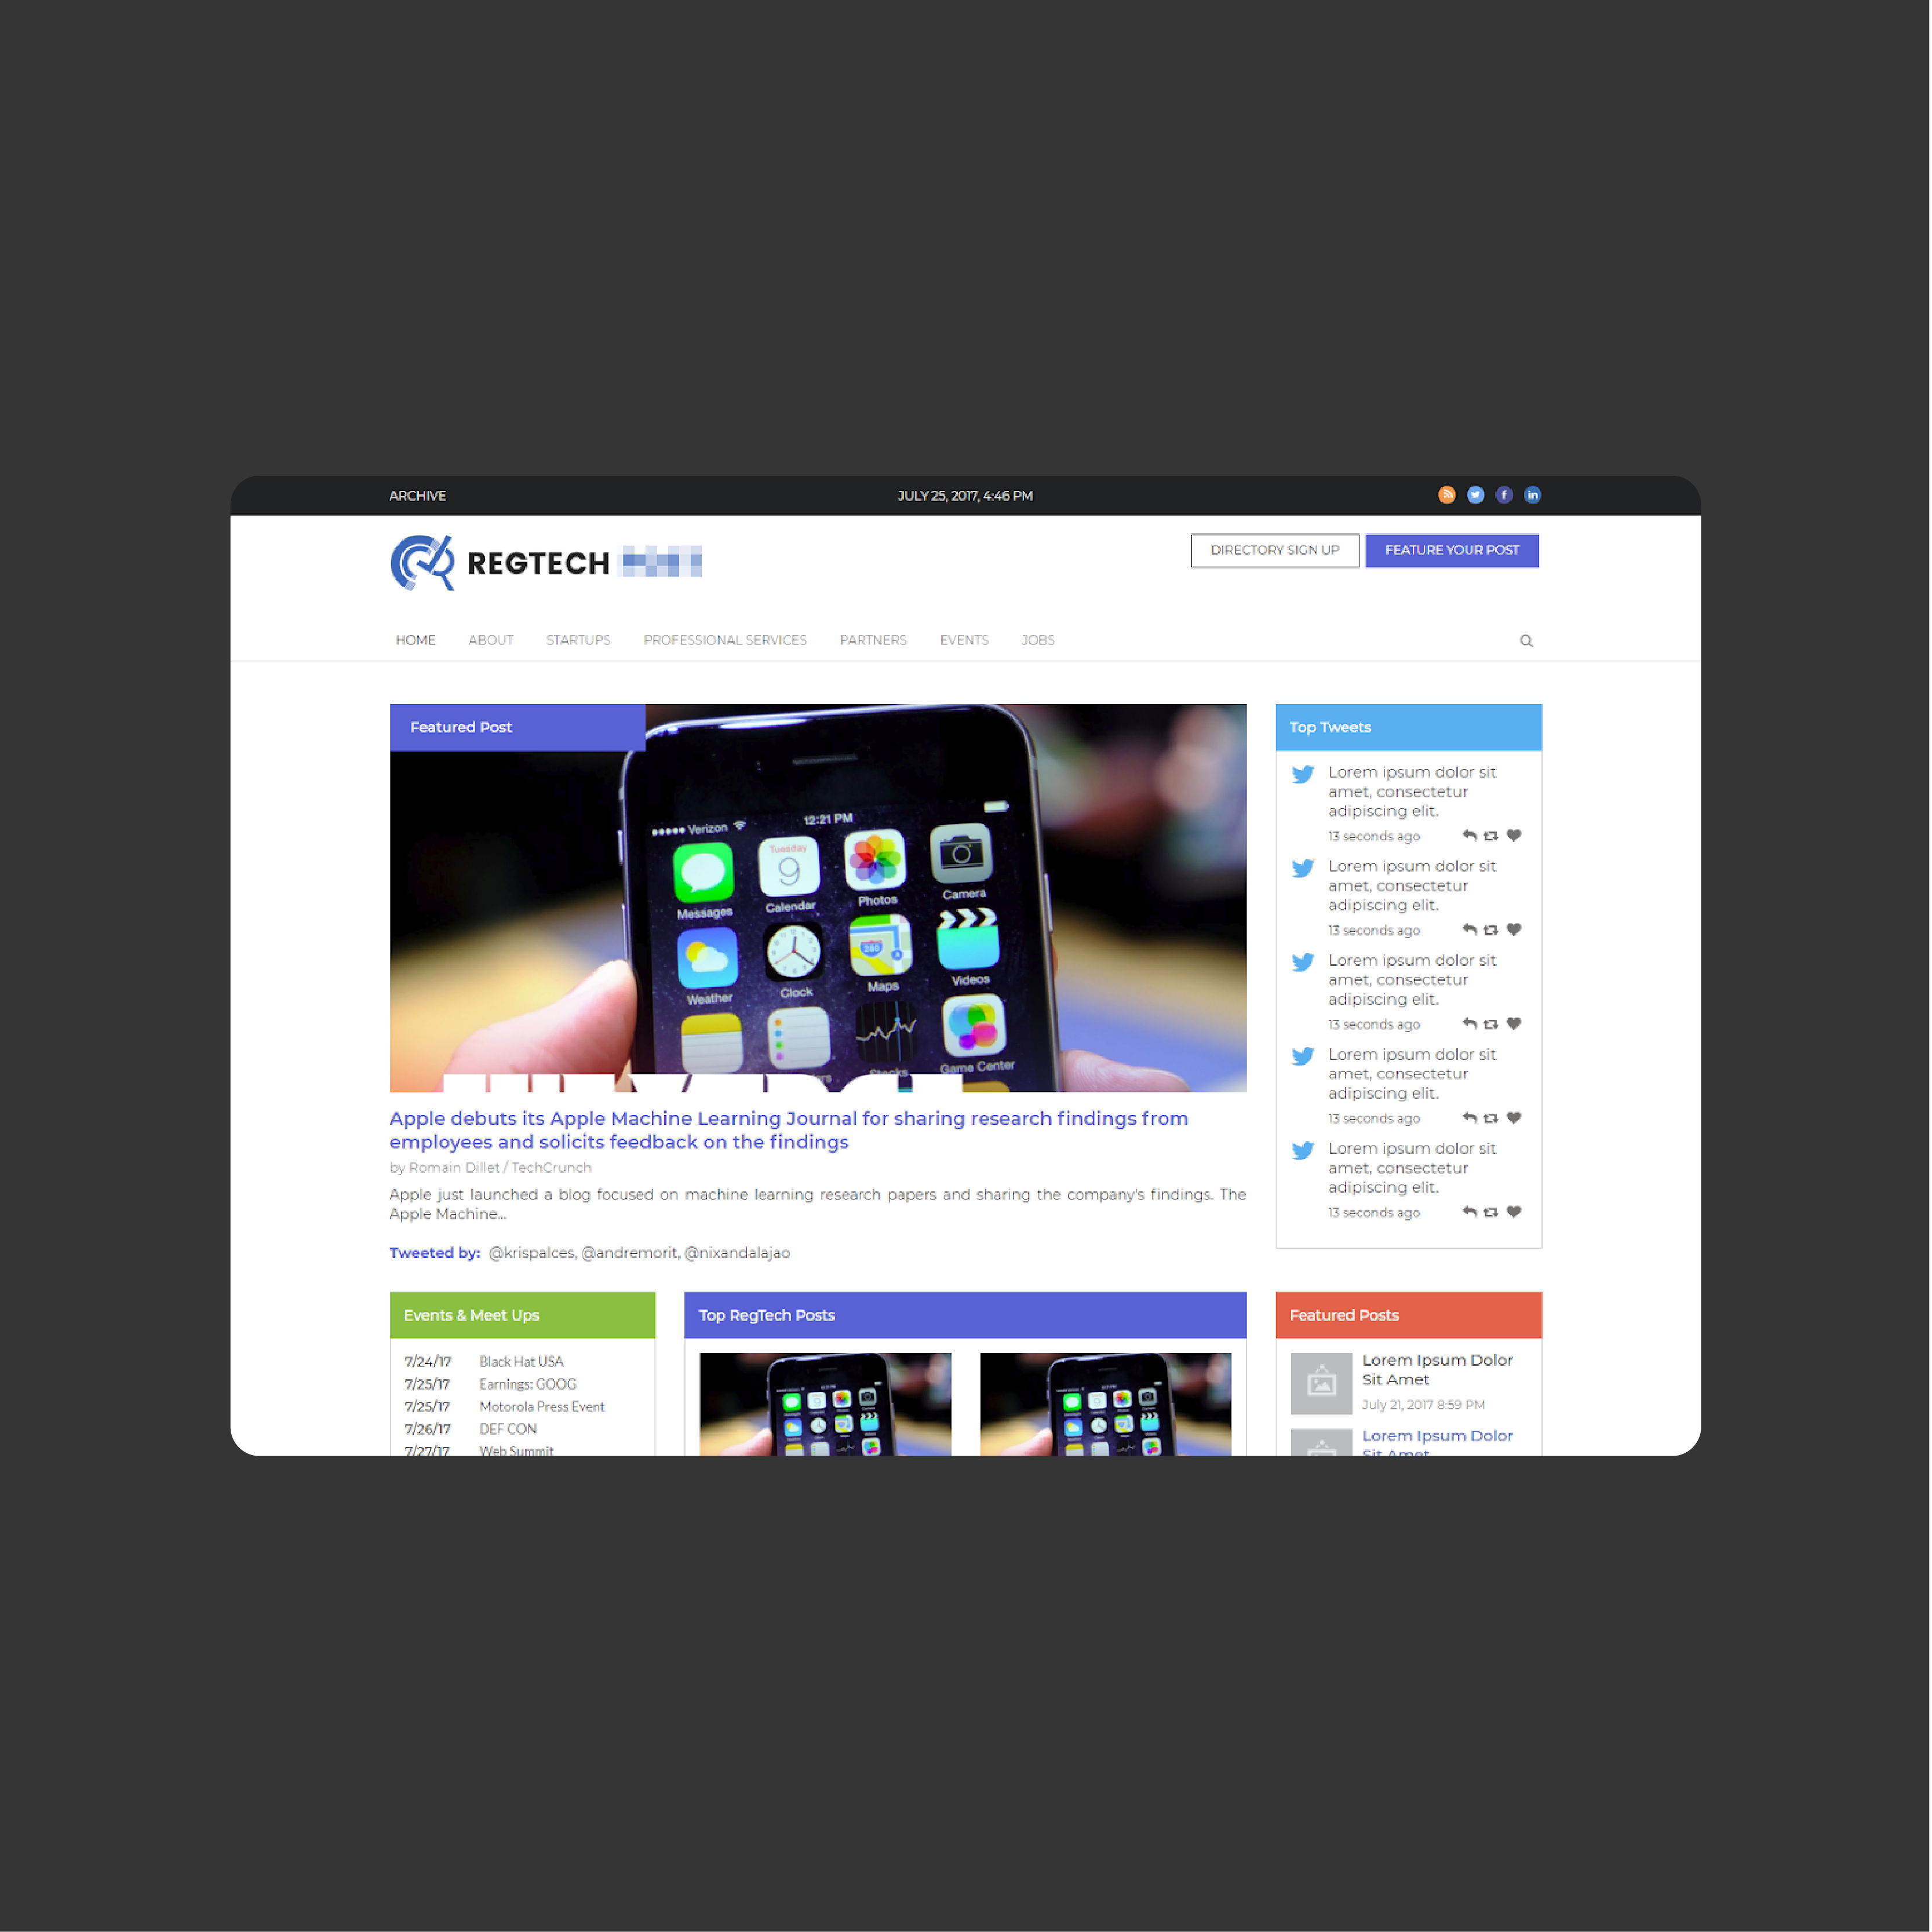 ARCHIVE
JULY 25, 2017, 4:46 PM
REGTECH
DIRECTORY SIGN UP
FEATURE YOUR POST
HOME
ABOUT
STARTUPS
PROFESSIONAL SERVICES
PARTNERS
EVENTS
JOBS
Featured Post
Verizon
12:21 PM
Tuesday
9
Messages
Calendar
Photos
Camera
280
Weather
Clock
Maps
Videos
Stocks
Game Center
Apple debuts its Apple Machine Learning Journal for sharing research findings from
employees and solicits feedback on the findings
by Romain Dillet / TechCrunch
Apple just launched a blog focused on machine learning research papers and sharing the company's findings. The
Apple Machine...
Tweeted by: @krispalces, @andremorit, @nixandalajao
Top Tweets
Lorem ipsum dolor sit
amet, consectetur
adipiscing elit.
13 seconds ago
Lorem ipsum dolor sit
amet, consectetur
adipiscing elit.
13 seconds ago
Lorem ipsum dolor sit
amet, consectetur
adipiscing elit.
13 seconds ago
Lorem ipsum dolor sit
amet, consectetur
adipiscing elit.
13 seconds ago
Lorem ipsum dolor sit
amet, consectetur
adipiscing elit.
13 seconds ago
Events & Meet Ups
7/24/17 Black Hat USA
7/25/17 Earnings: GOOG
7/25/17 Motorola Press Event
7/26/17 DEF CON
7/27/17 Web Summit
Top RegTech Posts
Featured Posts
Lorem Ipsum Dolor
Sit Amet
July 21, 2017 8:59 PM
Lorem Ipsum Dolor
Sit Amet